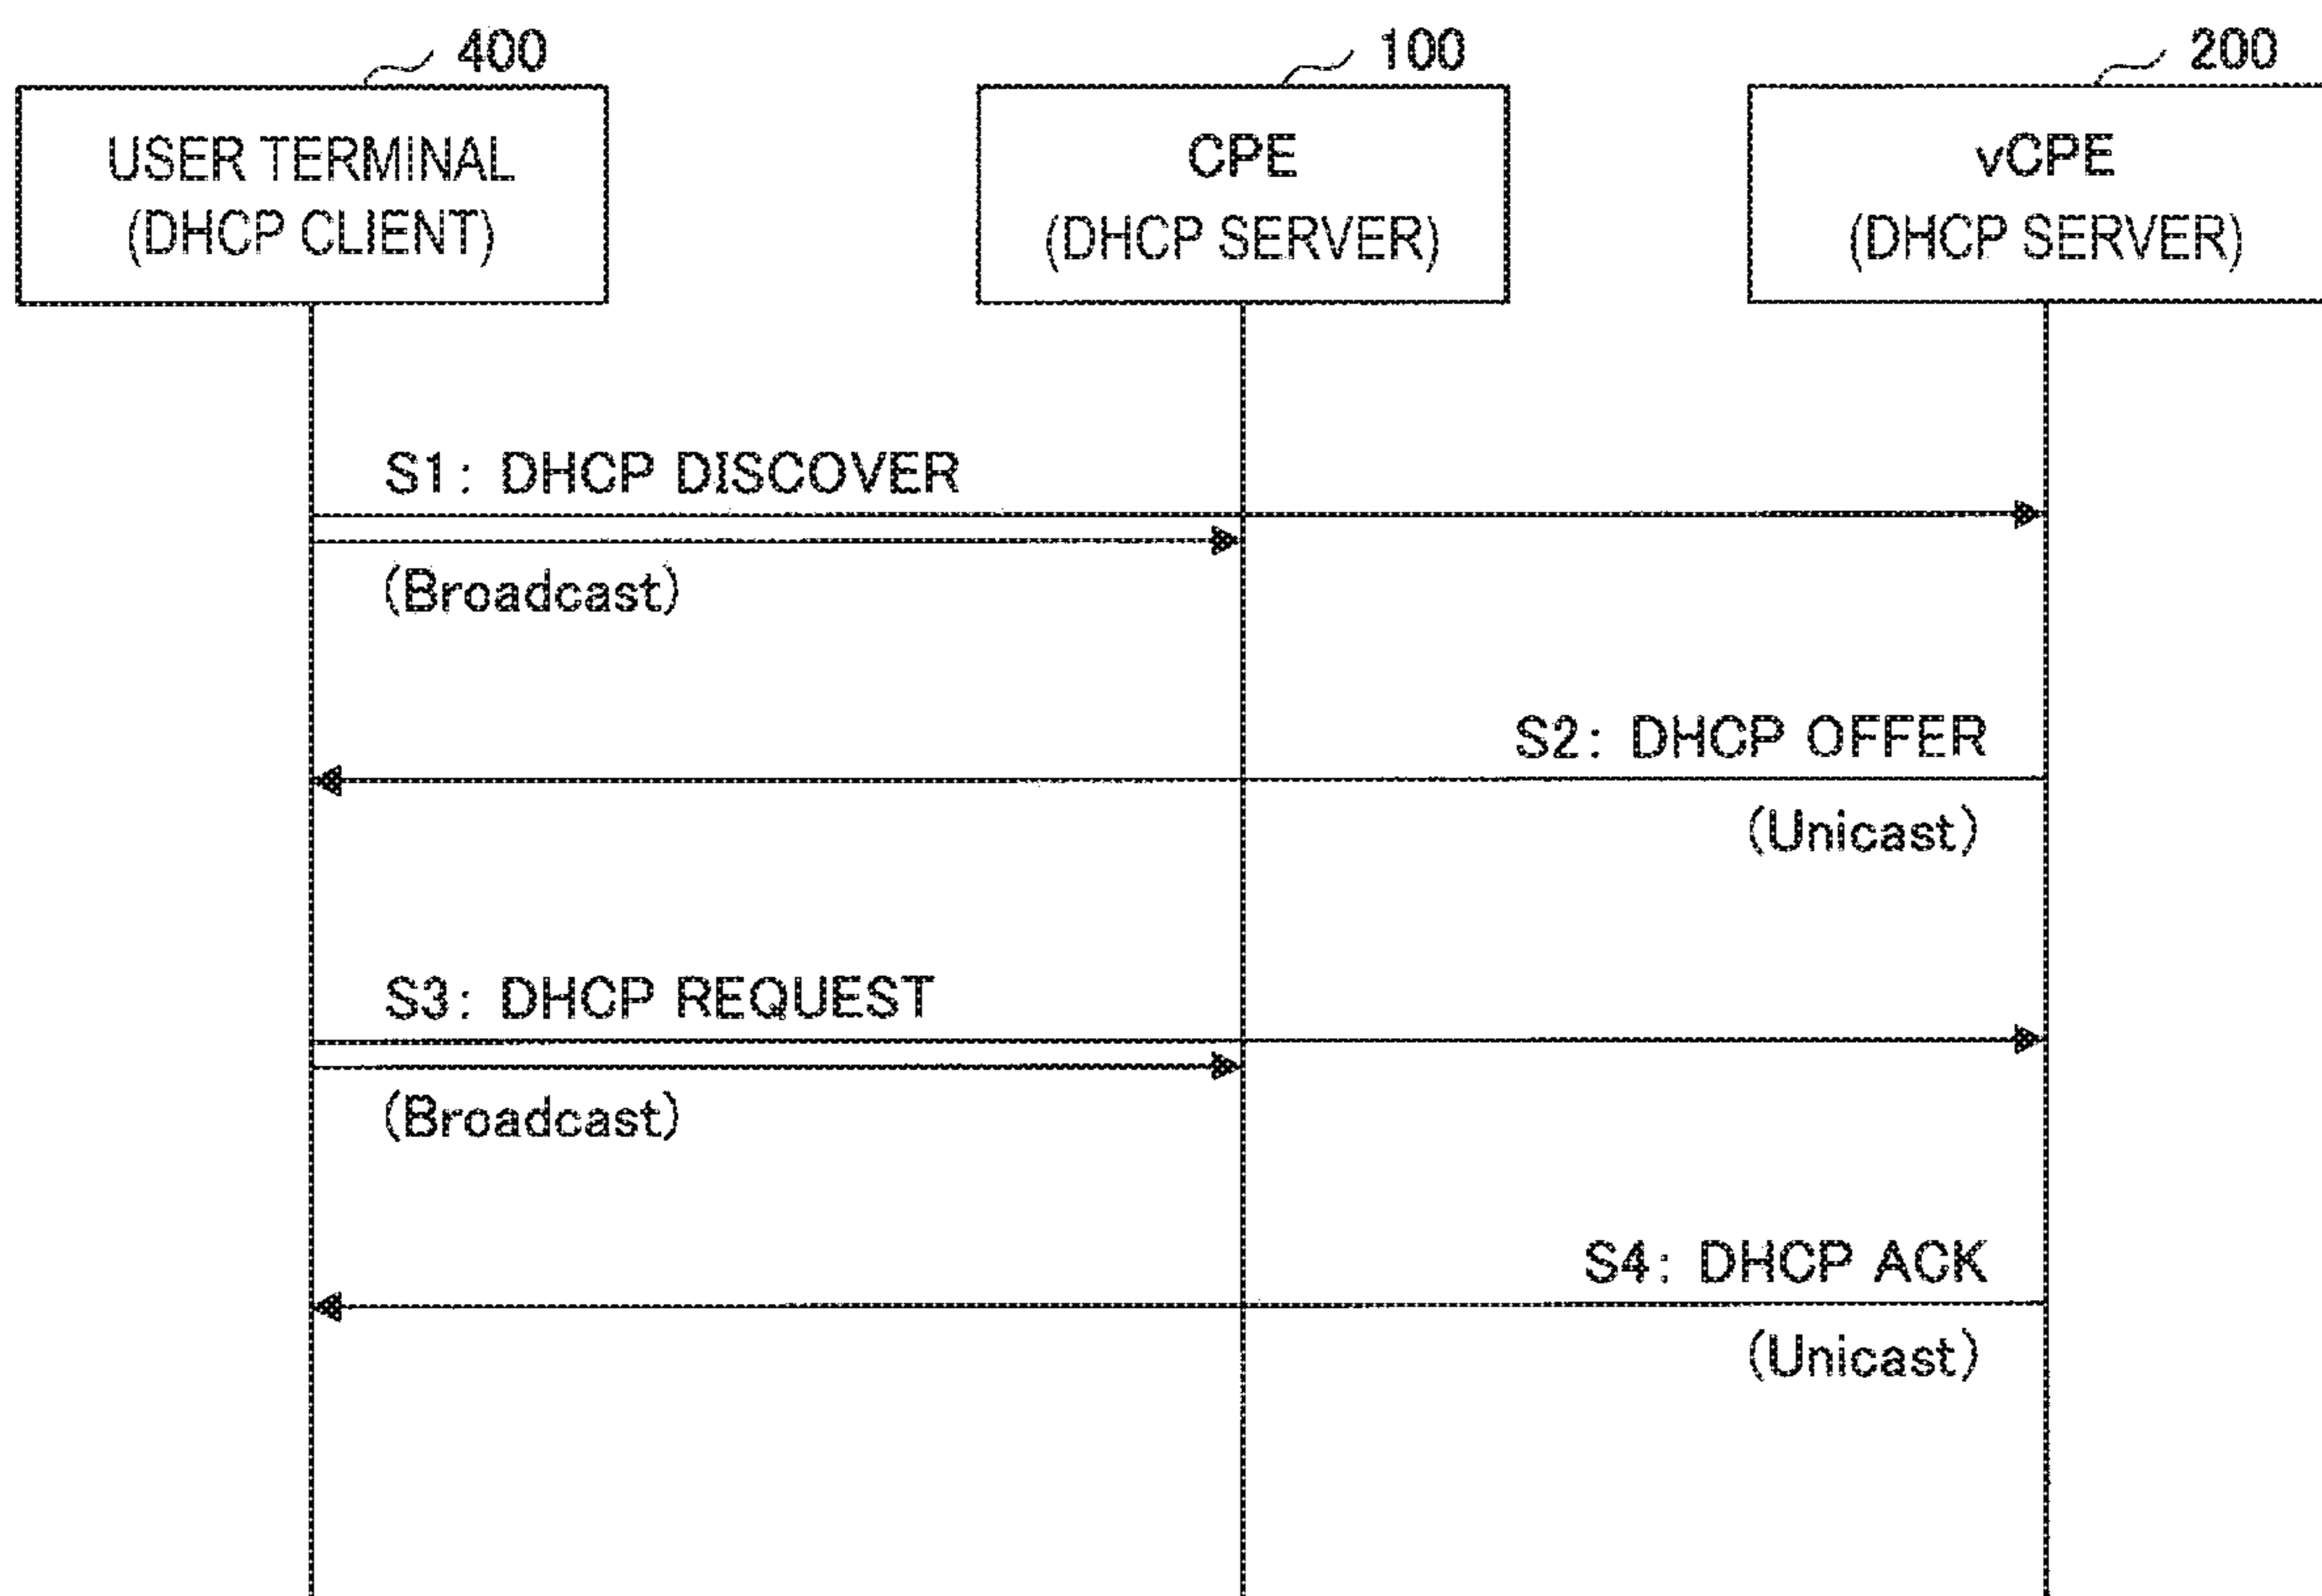 400
100
200
USER TERMINAL
(DHCP CLIENT)
CPE
(DHCP SERVER)
vCPE
(DHCP SERVER)
S1: DHCP DISCOVER
(Broadcast)
S2: DHCP OFFER
(Unicast)
S3: DHCP REQUEST
(Broadcast)
S4: DHCP ACK
(Unicast)